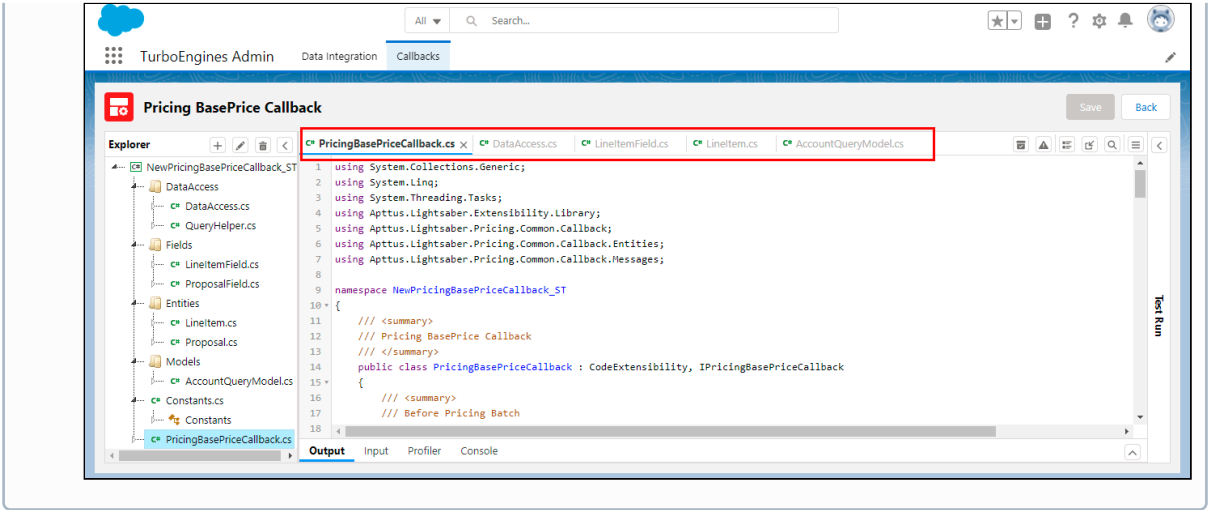 All
Search...
TurboEngines Admin
Data Integration
Callbacks
Pricing BasePrice Callback
Save
Back
Explorer
C# PricingBasePriceCallback.cs ×
C# DataAccess.cs
C# LineItemField.cs
C# LineItem.cs
C# AccountQueryModel.cs
C# NewPricingBasePriceCallback_ST
DataAccess
C# DataAccess.cs
C# QueryHelper.cs
Fields
C# LineItemField.cs
C# ProposalField.cs
Entities
C# LineItem.cs
C# Proposal.cs
Models
C# AccountQueryModel.cs
C# Constants.cs
Constants
C# PricingBasePriceCallback.cs
1 using System.Collections.Generic;
2 using System.Linq;
3 using System.Threading.Tasks;
4 using Apttus.Lightsaber.Extensibility.Library;
5 using Apttus.Lightsaber.Pricing.Common.Callback;
6 using Apttus.Lightsaber.Pricing.Common.Callback.Entities;
7 using Apttus.Lightsaber.Pricing.Common.Callback.Messages;
8
9 namespace NewPricingBasePriceCallback_ST
10 {
11 /// <summary>
12 /// Pricing BasePrice Callback
13 /// </summary>
14 public class PricingBasePriceCallback : CodeExtensibility, IPricingBasePriceCallback
15 {
16 /// <summary>
17 /// Before Pricing Batch
18
Test Run
Output
Input
Profiler
Console